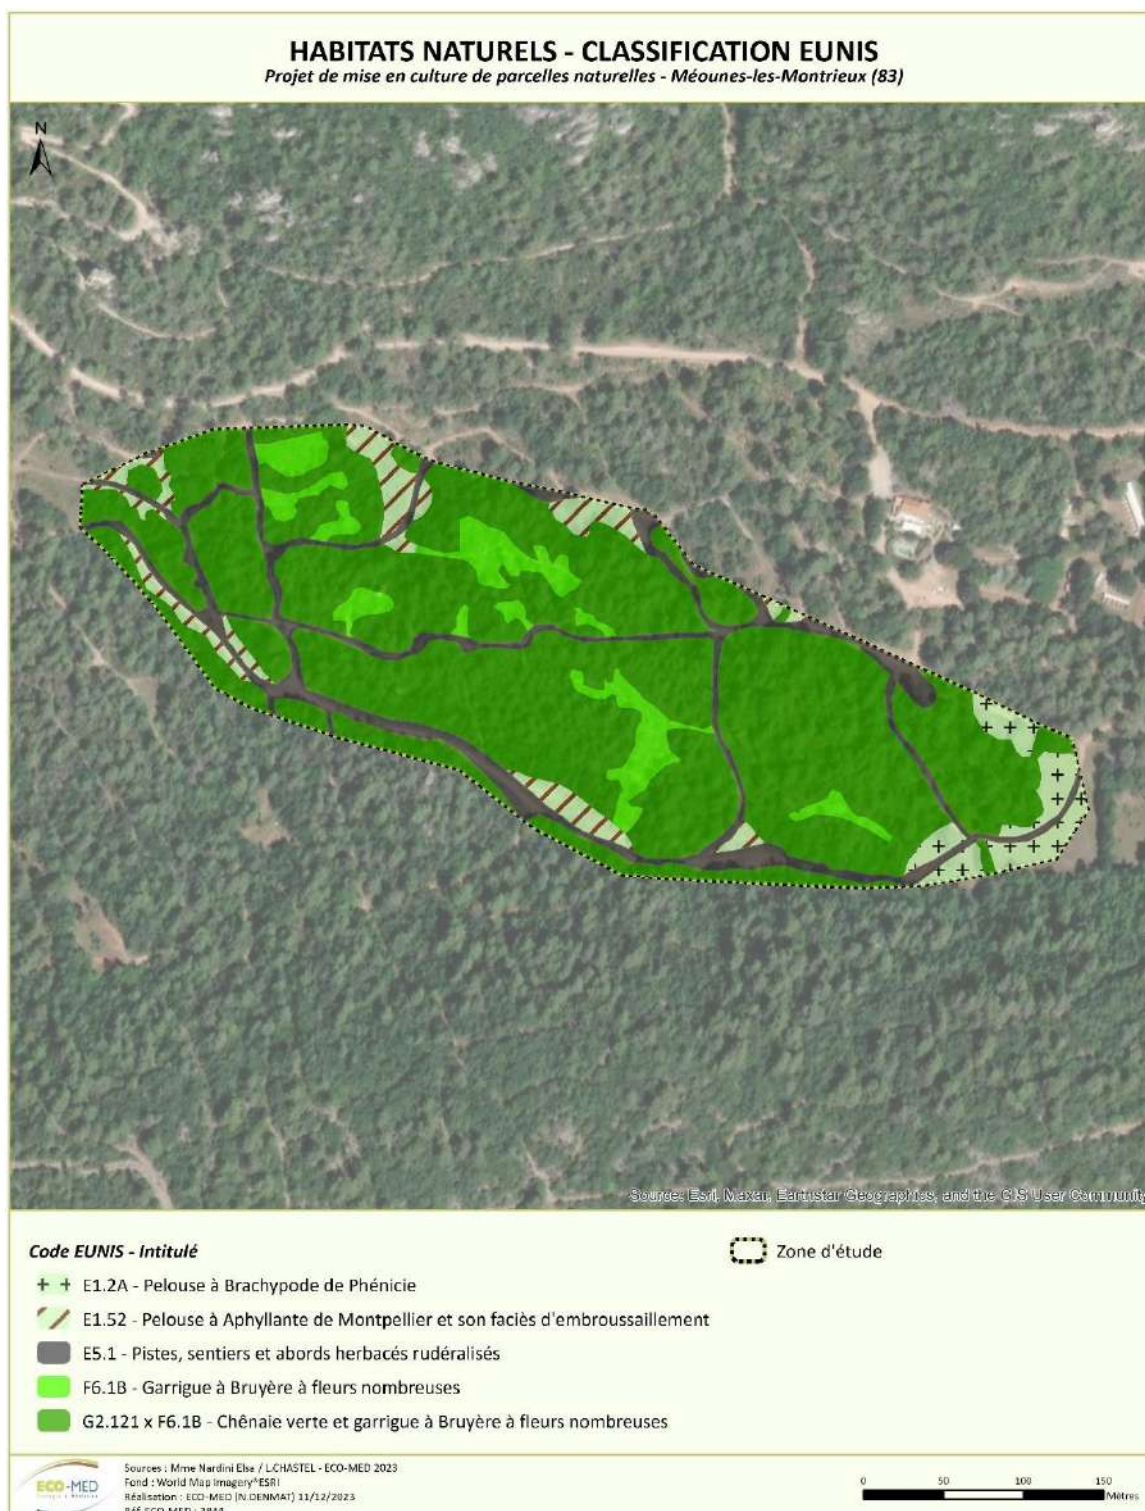 HABITATS NATURELS - CLASSIFICATION EUNIS
Projet de mise en culture de parcelles naturelles - Méounes-les-Montrieux (83)
N
Source: Esri, Maxar, Earthstar Geographics, and the GIS User Community
Code EUNIS - Intitulé
Zone d'étude
E1.2A - Pelouse à Brachypode de Phénicie
E1.52 - Pelouse à Aphyllante de Montpellier et son faciès d'embroussaillement
E5.1 - Pistes, sentiers et abords herbacés rudéralisés
F6.1B - Garrigue à Bruyère à fleurs nombreuses
G2.121 x F6.1B - Chênaie verte et garrigue à Bruyère à fleurs nombreuses
ECO-MED
Sources : Mme Nardini Elsa / L.CHASTEL - ECO-MED 2023
Fond : World Map Imagery*ESRI
Réalisation : ECO-MED (N.DENMAT) 11/12/2023
Réf ECO-MED :
0 50 100 150
Mètres